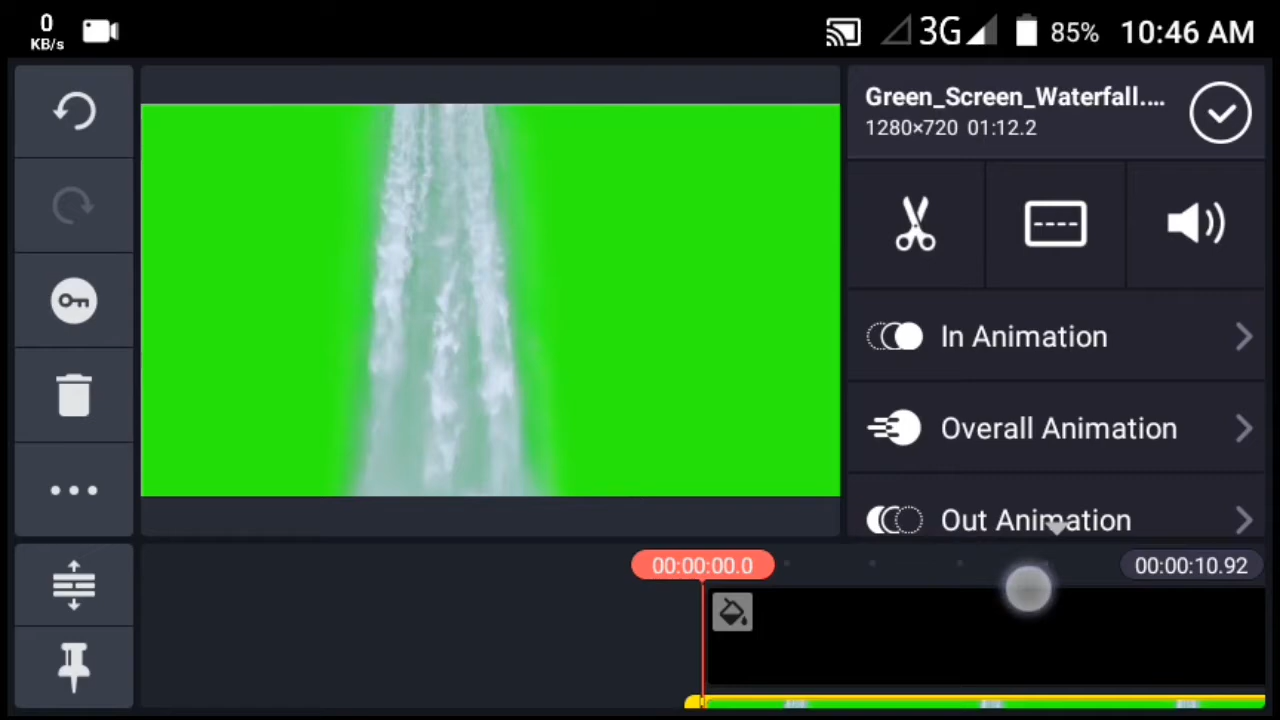 0
KB/s
3G
85%
10:46 AM
Green_Screen_Waterfall....
1280×720 01:12.2
In Animation
Overall Animation
Out Animation
00:00:00.0
00:00:10.92